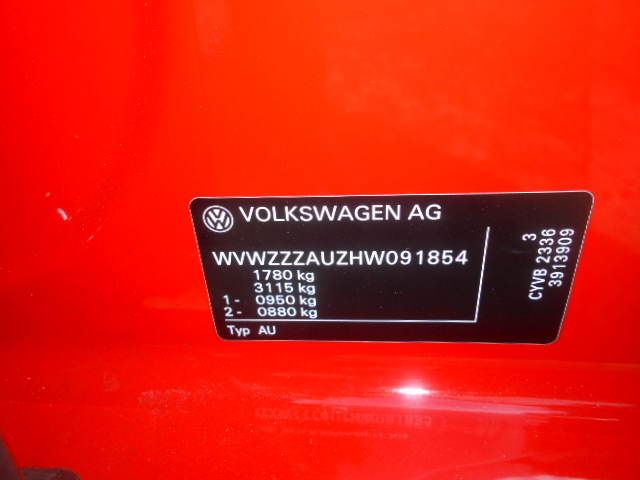 VOLKSWAGEN AG
WVWZZZAUZHW091854
1780 kg
3115 kg
1 - 0950 kg
2 - 0880 kg
Typ AU
3
CYVB 2336
3913909